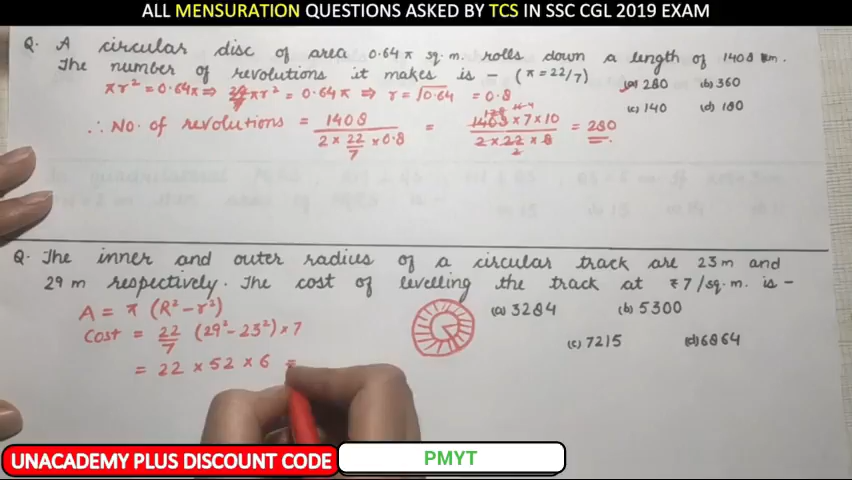 ALL MENSURATION QUESTIONS ASKED BY TCS IN SSC CGL 2019 EXAM
Q. A circular disc of area 0.64π sq. m. rolls down a length of 1408 m.
The number of revolutions it makes is - (π = 22/7)
(a) 280 (b) 360
(c) 140 (d) 180
πr² = 0.64π ⇒ πr² = 0.64π ⇒ r = √0.64 = 0.8
∴ No. of revolutions = 1408 / (2 × 22/7 × 0.8) = 1408 × 7 × 10 / (2 × 22 × 8) = 280
Q. The inner and outer radius of a circular track are 23 m and
29 m respectively. The cost of levelling the track at ₹7/sq. m. is -
A = π (R² - r²)
(a) 3284 (b) 5300
Cost = 22/7 (29² - 23²) × 7
(c) 7215 (d) 6864
= 22 × 52 × 6 =
UNACADEMY PLUS DISCOUNT CODE PMYT